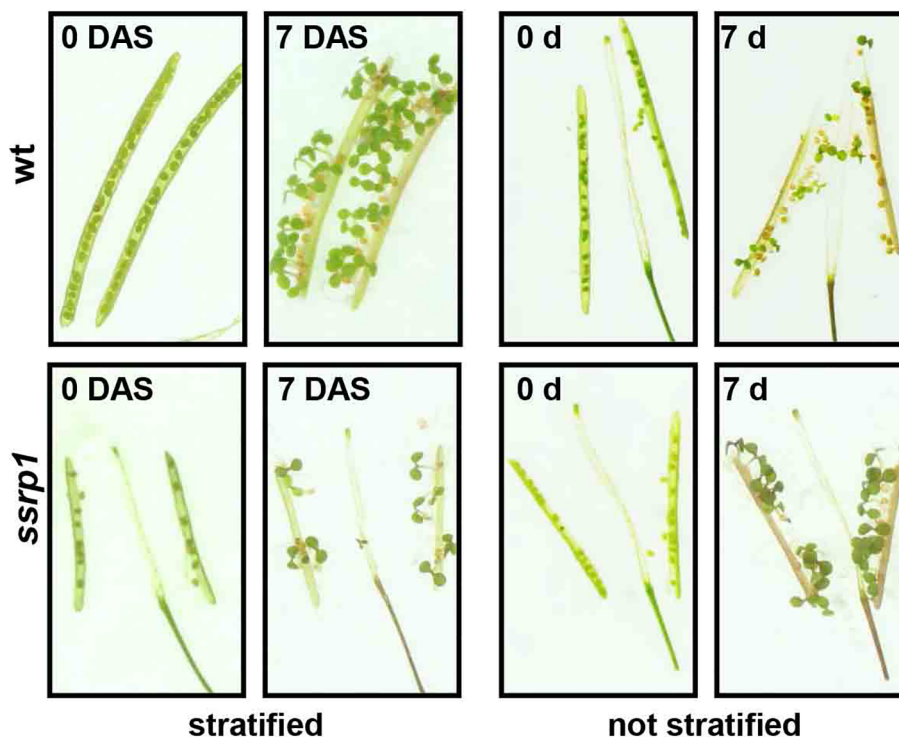 0 DAS
7 DAS
0 d
7 d
wt
0 DAS
7 DAS
0 d
7 d
ssrp1
stratified
not stratified